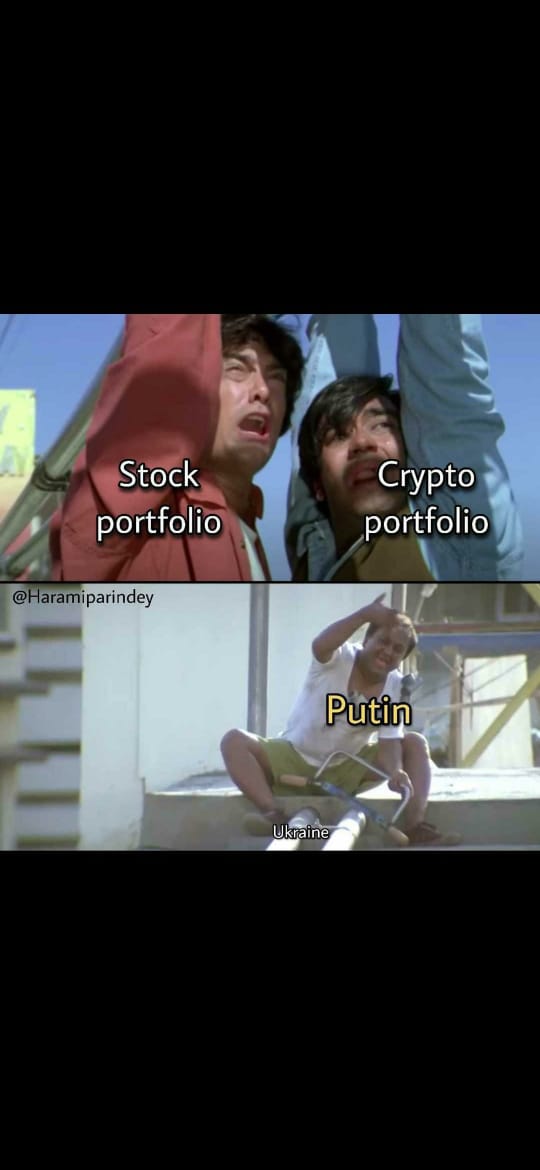 Stock
portfolio
Crypto
portfolio
@Haramiparindey
Putin
Ukraine